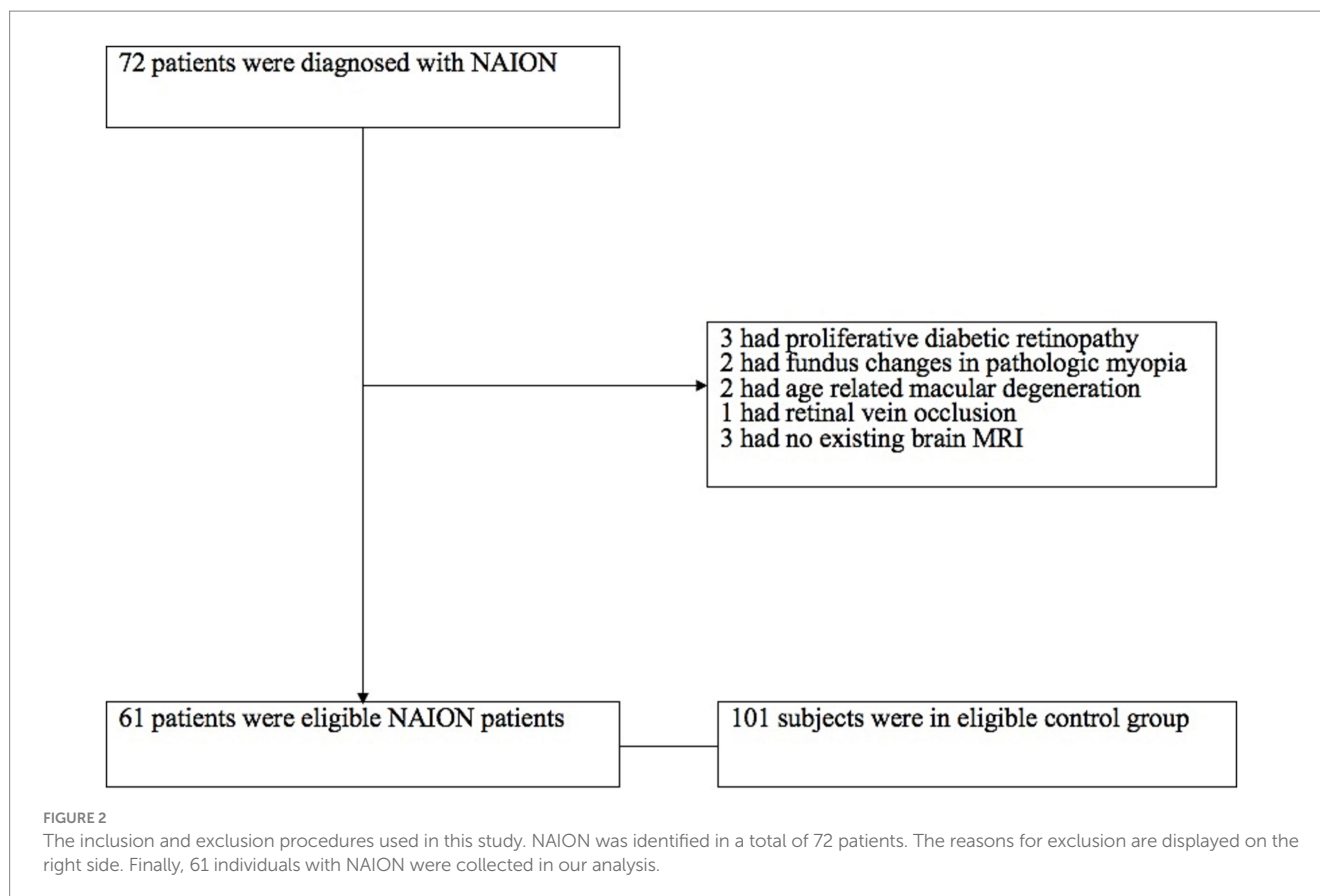 72 patients were diagnosed with NAION
3 had proliferative diabetic retinopathy
2 had fundus changes in pathologic myopia
2 had age related macular degeneration
1 had retinal vein occlusion
3 had no existing brain MRI
61 patients were eligible NAION patients
101 subjects were in eligible control group
FIGURE 2
The inclusion and exclusion procedures used in this study. NAION was identified in a total of 72 patients. The reasons for exclusion are displayed on the
right side. Finally, 61 individuals with NAION were collected in our analysis.